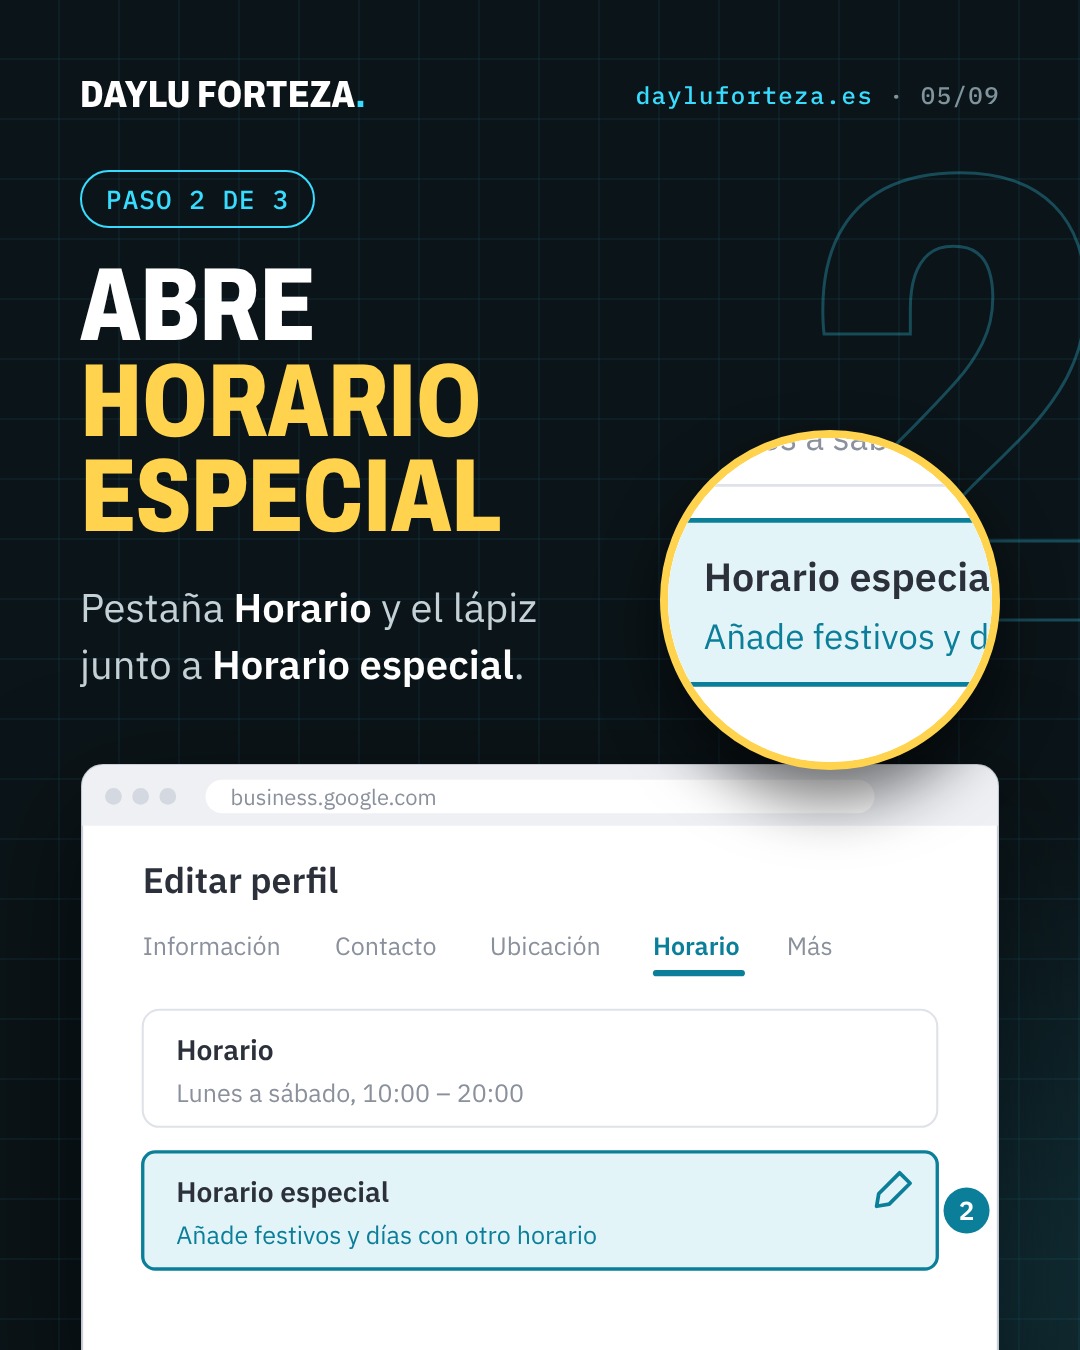 DAYLU FORTEZA.
dayluforteza.es · 05/09
PASO 2 DE 3
2
ABRE
HORARIO
ESPECIAL
Pestaña Horario y el lápiz
junto a Horario especial.
s a sáb
Horario especia
Añade festivos y d
business.google.com
Editar perfil
Información Contacto Ubicación Horario Más
Horario
Lunes a sábado, 10:00 – 20:00
Horario especial
Añade festivos y días con otro horario
2